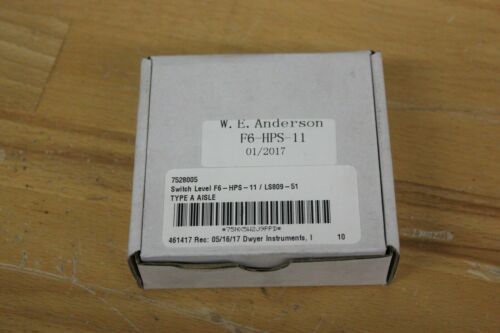 W. E. Anderson
F6-HPS-11
01/2017
7528005
Switch Level F6-HPS-11 / LS809-51
TYPE A AISLE
461417 Rec: 05/16/17 Dwyer Instruments, I 10